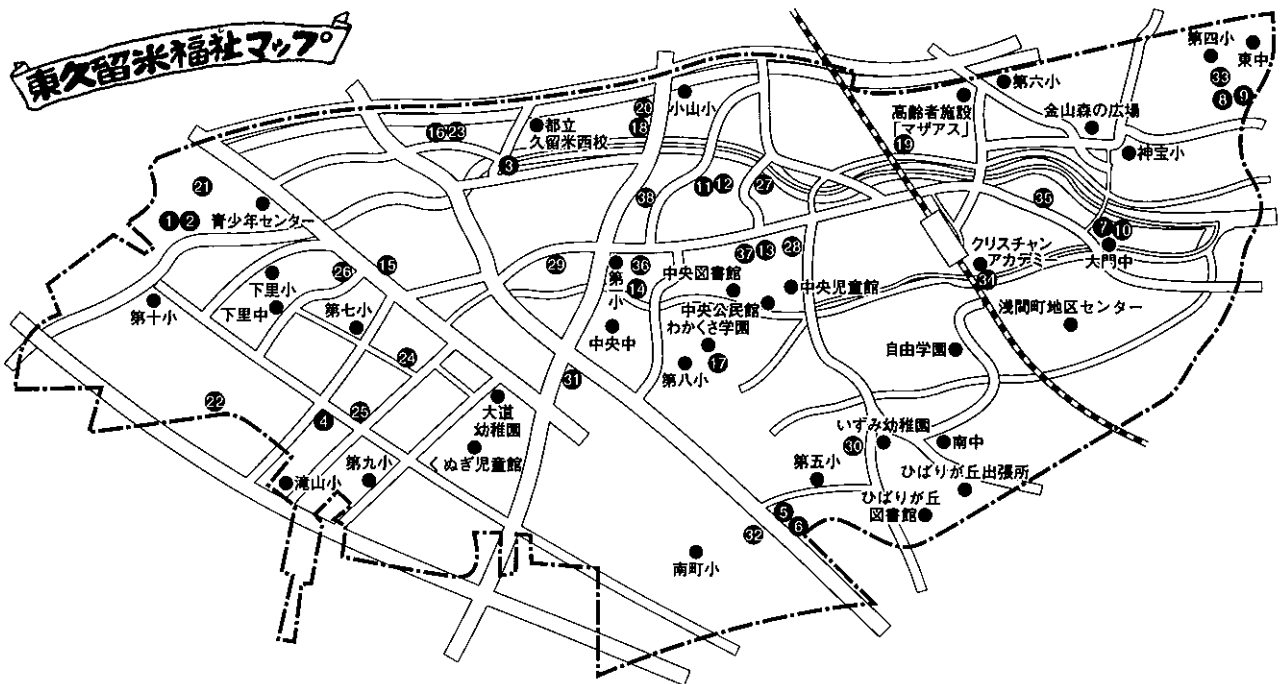 東久留米福祉マップ
第四小
東中
33
8
9
第六小
小山小
20
18
高齢者施設
「マザアス」
19
金山森の広場
神宝小
16
23
都立
久留米西校
3
21
1
2
青少年センター
38
11
12
27
35
7
10
大門中
クリスチャン
アカデミー
34
浅間町地区センター
15
26
29
第一小
36
14
37
13
28
中央図書館
中央児童館
中央公民館
わかくさ学園
中央中
第八小
17
自由学園
下里小
下里中
第十小
第七小
24
31
22
4
25
大道
幼稚園
くぬぎ児童館
滝山小
第九小
いずみ幼稚園
30
南中
第五小
ひばりが丘出張所
ひばりが丘
図書館
5
6
32
南町小